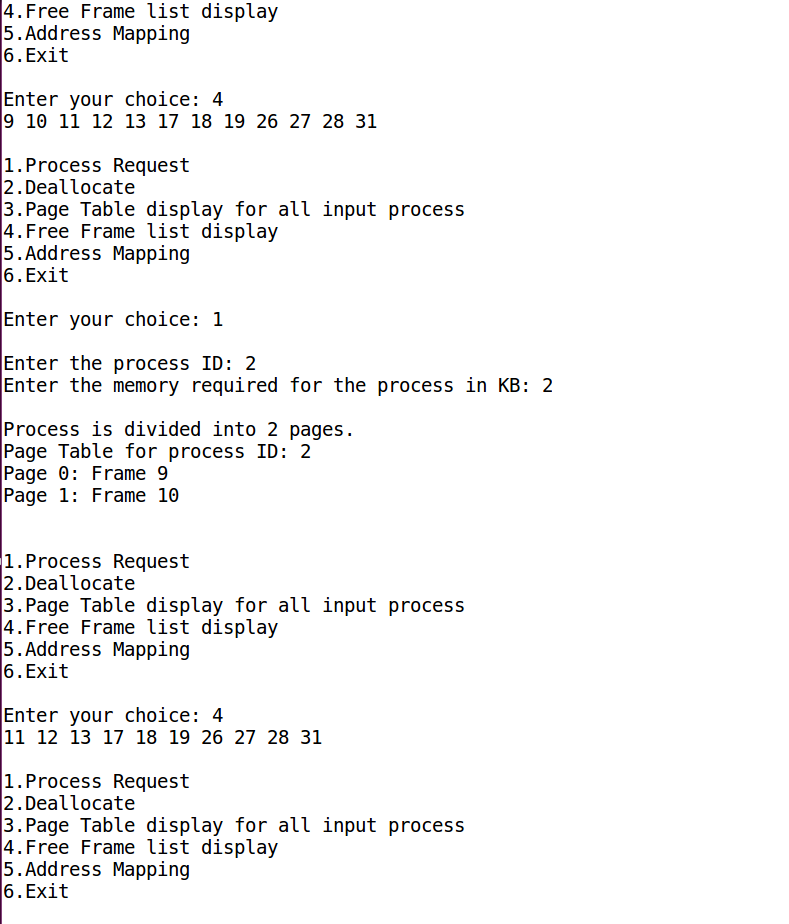 4.Free Frame list display
5.Address Mapping
6.Exit
Enter your choice: 4
9 10 11 12 13 17 18 19 26 27 28 31
1.Process Request
2.Deallocate
3.Page Table display for all input process
4.Free Frame list display
5.Address Mapping
6.Exit
Enter your choice: 1
Enter the process ID: 2
Enter the memory required for the process in KB: 2
Process is divided into 2 pages.
Page Table for process ID: 2
Page 0: Frame 9
Page 1: Frame 10
1.Process Request
2.Deallocate
3.Page Table display for all input process
4.Free Frame list display
5.Address Mapping
6.Exit
Enter your choice: 4
11 12 13 17 18 19 26 27 28 31
1.Process Request
2.Deallocate
3.Page Table display for all input process
4.Free Frame list display
5.Address Mapping
6.Exit